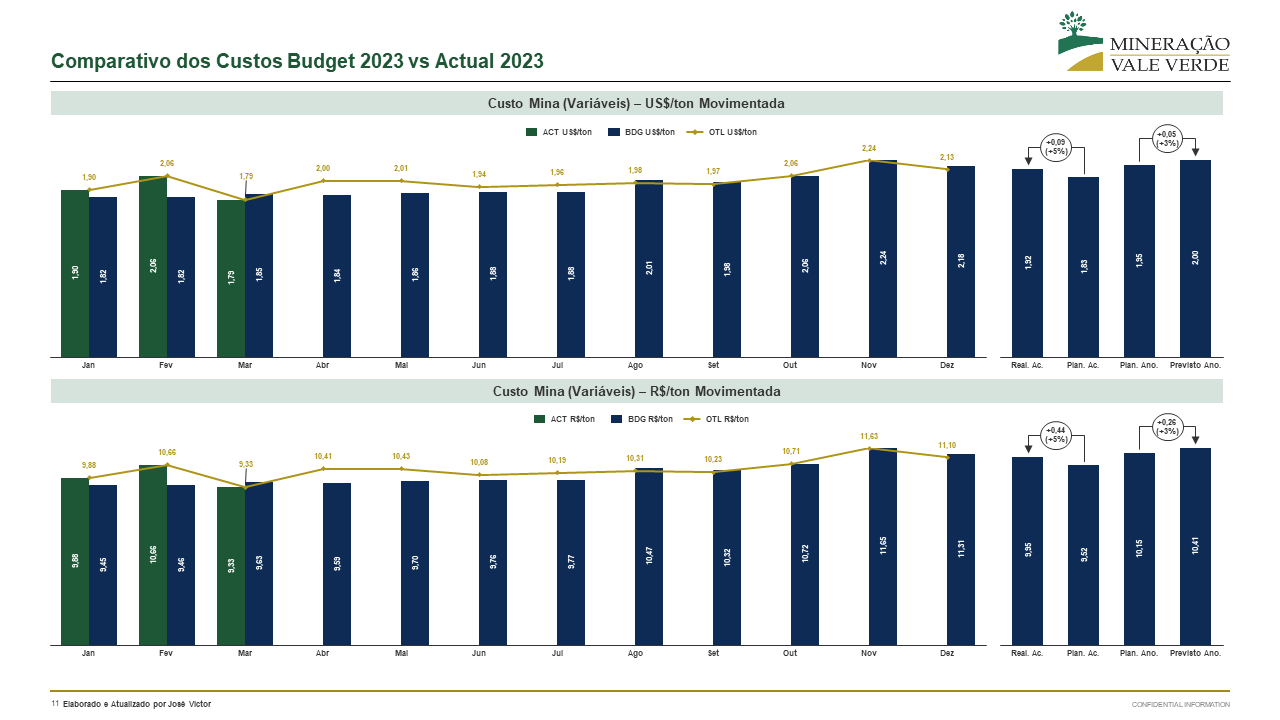 MINERAÇÃO
VALE VERDE
Comparativo dos Custos Budget 2023 vs Actual 2023
Custo Mina (Variáveis) – US$/ton Movimentada
ACT US$/ton BDG US$/ton OTL US$/ton
1,90 2,06 1,79 2,00 2,01 1,94 1,96 1,98 1,97 2,06 2,24 2,13
+0,09
(+5%)
+0,05
(+3%)
1,90 1,82 2,06 1,82 1,79 1,85 1,84 1,86 1,88 1,88 2,01 1,98 2,06 2,24 2,18 1,92 1,83 1,95 2,00
Jan Fev Mar Abr Mai Jun Jul Ago Set Out Nov Dez Real. Ac. Plan. Ac. Plan. Ano. Previsto Ano.
Custo Mina (Variáveis) – R$/ton Movimentada
ACT R$/ton BDG R$/ton OTL R$/ton
9,88 10,66 9,33 10,41 10,43 10,08 10,19 10,31 10,23 10,71 11,63 11,10
+0,44
(+5%)
+0,26
(+3%)
9,88 9,45 10,66 9,46 9,33 9,63 9,59 9,70 9,76 9,77 10,47 10,32 10,72 11,65 11,31 9,95 9,52 10,15 10,41
Jan Fev Mar Abr Mai Jun Jul Ago Set Out Nov Dez Real. Ac. Plan. Ac. Plan. Ano. Previsto Ano.
11 Elaborado e Atualizado por José Victor
CONFIDENTIAL INFORMATION